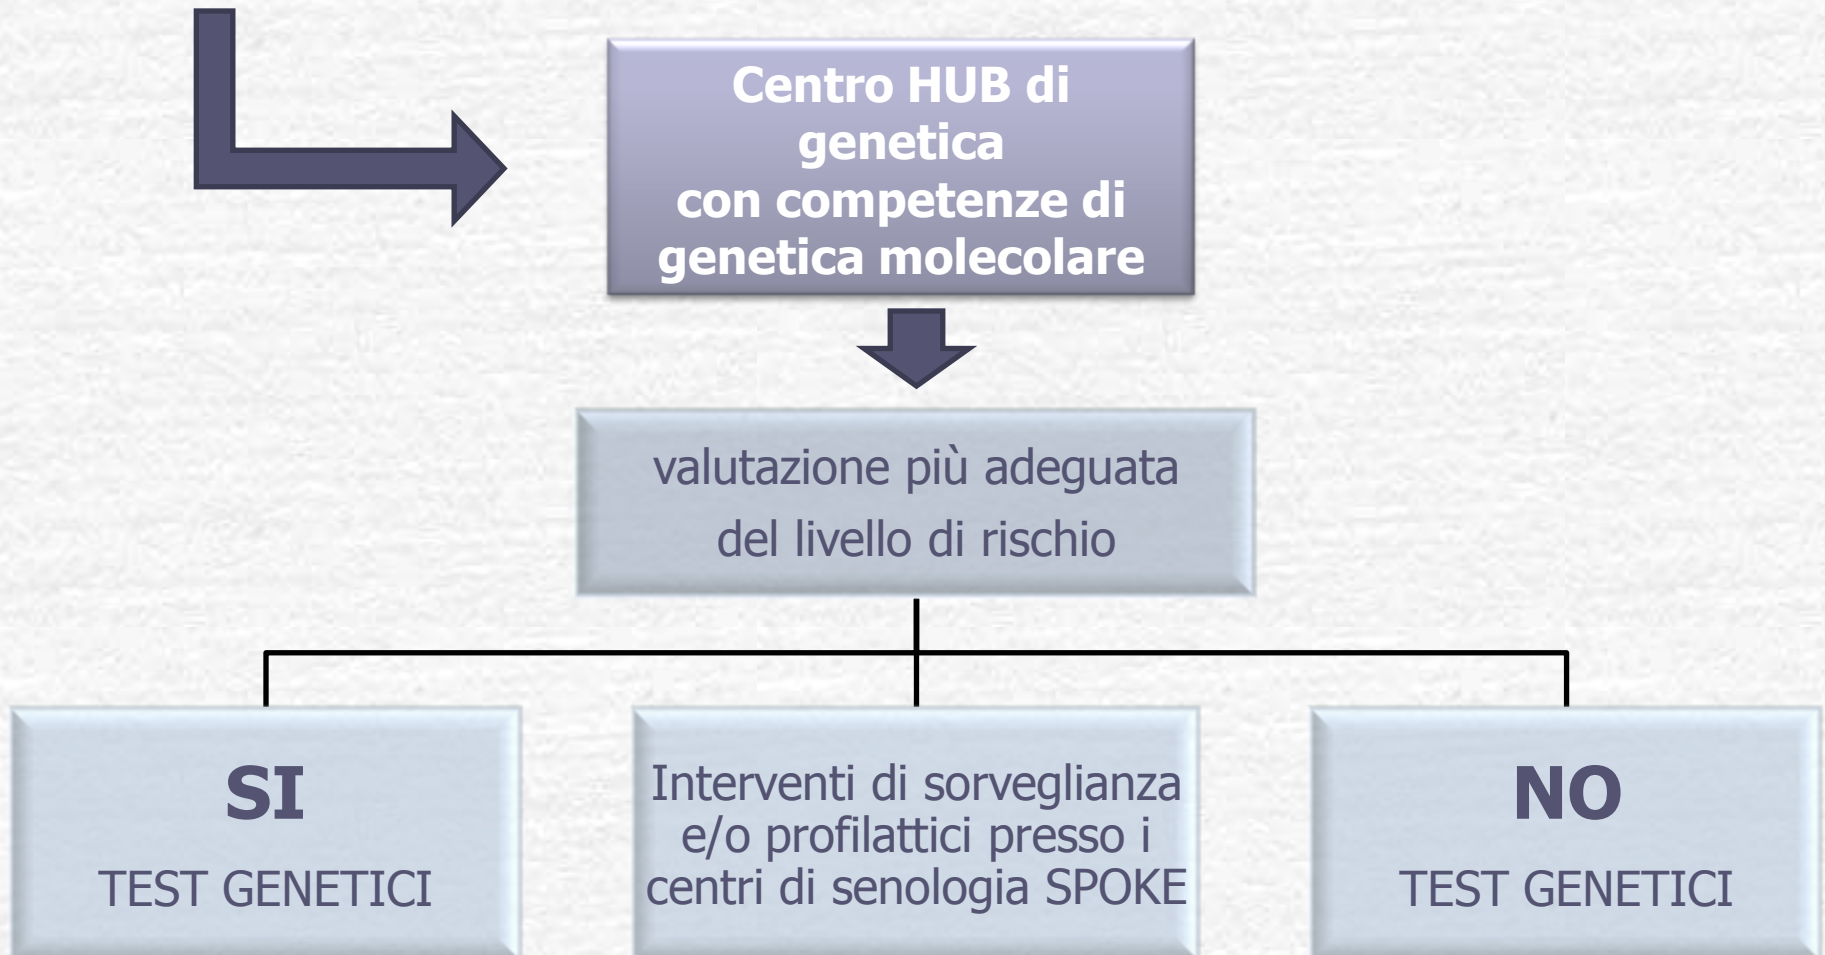 Centro HUB di
genetica
con competenze di
genetica molecolare
valutazione più adeguata
del livello di rischio
SI
TEST GENETICI
Interventi di sorveglianza
e/o profilattici presso i
centri di senologia SPOKE
NO
TEST GENETICI